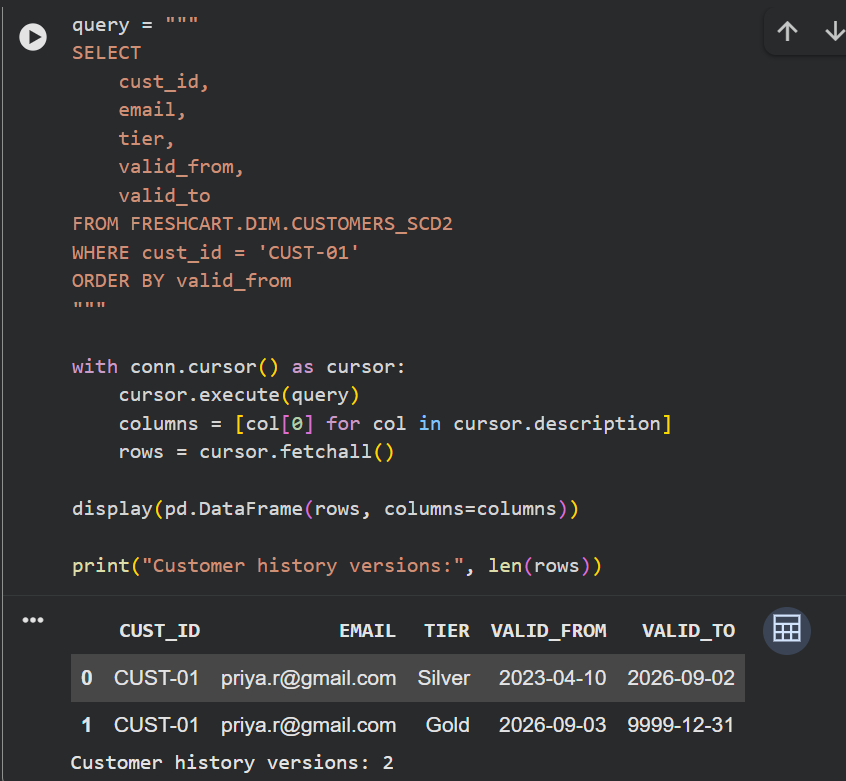 query = """
SELECT
    cust_id,
    email,
    tier,
    valid_from,
    valid_to
FROM FRESHCART.DIM.CUSTOMERS_SCD2
WHERE cust_id = 'CUST-01'
ORDER BY valid_from
"""
with conn.cursor() as cursor:
    cursor.execute(query)
    columns = [col[0] for col in cursor.description]
    rows = cursor.fetchall()
display(pd.DataFrame(rows, columns=columns))
print("Customer history versions:", len(rows))
CUST_ID EMAIL TIER VALID_FROM VALID_TO
0 CUST-01 priya.r@gmail.com Silver 2023-04-10 2026-09-02
1 CUST-01 priya.r@gmail.com Gold 2026-09-03 9999-12-31
Customer history versions: 2